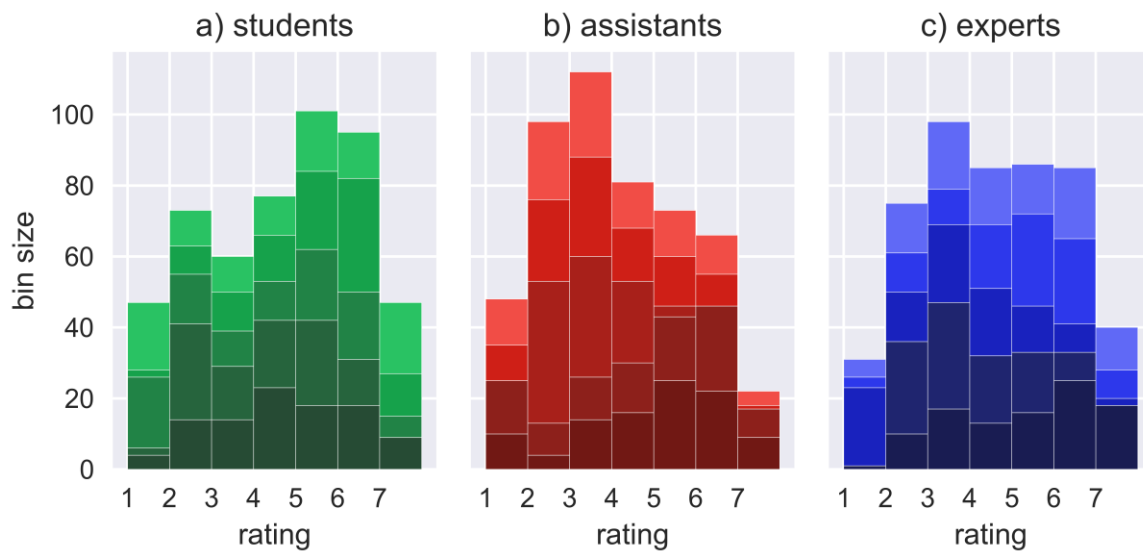 a) students
b) assistants
c) experts
bin size
100
80
60
40
20
0
1 2 3 4 5 6 7
1 2 3 4 5 6 7
1 2 3 4 5 6 7
rating
rating
rating